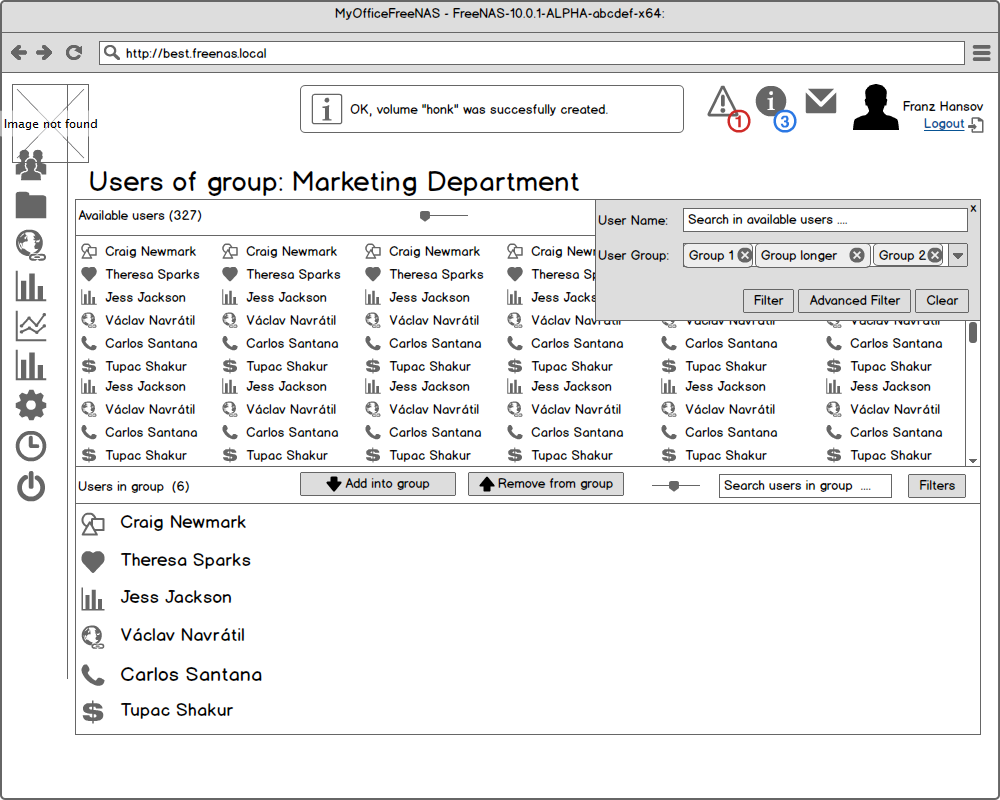 MyOfficeFreeNAS - FreeNAS-10.0.1-ALPHA-abcdef-x64:
http://best.freenas.local
Image not found
OK, volume "honk" was succesfully created.
1
3
Franz Hansov
Logout
Users of group: Marketing Department
Available users (327)
x
User Name: Search in available users ....
User Group: Group 1 Group longer Group 2
Filter Advanced Filter Clear
Craig Newmark Craig Newmark Craig Newmark Craig Newm
Theresa Sparks Theresa Sparks Theresa Sparks Theresa Sp
Jess Jackson Jess Jackson Jess Jackson Jess Jacks
Václav Navrátil Václav Navrátil Václav Navrátil Václav Navrátil Václav Navrátil Václav Navrátil
Carlos Santana Carlos Santana Carlos Santana Carlos Santana Carlos Santana Carlos Santana
Tupac Shakur Tupac Shakur Tupac Shakur Tupac Shakur Tupac Shakur Tupac Shakur
Jess Jackson Jess Jackson Jess Jackson Jess Jackson Jess Jackson Jess Jackson
Václav Navrátil Václav Navrátil Václav Navrátil Václav Navrátil Václav Navrátil Václav Navrátil
Carlos Santana Carlos Santana Carlos Santana Carlos Santana Carlos Santana Carlos Santana
Tupac Shakur Tupac Shakur Tupac Shakur Tupac Shakur Tupac Shakur Tupac Shakur
Users in group (6) Add into group Remove from group Search users in group .... Filters
Craig Newmark
Theresa Sparks
Jess Jackson
Václav Navrátil
Carlos Santana
Tupac Shakur